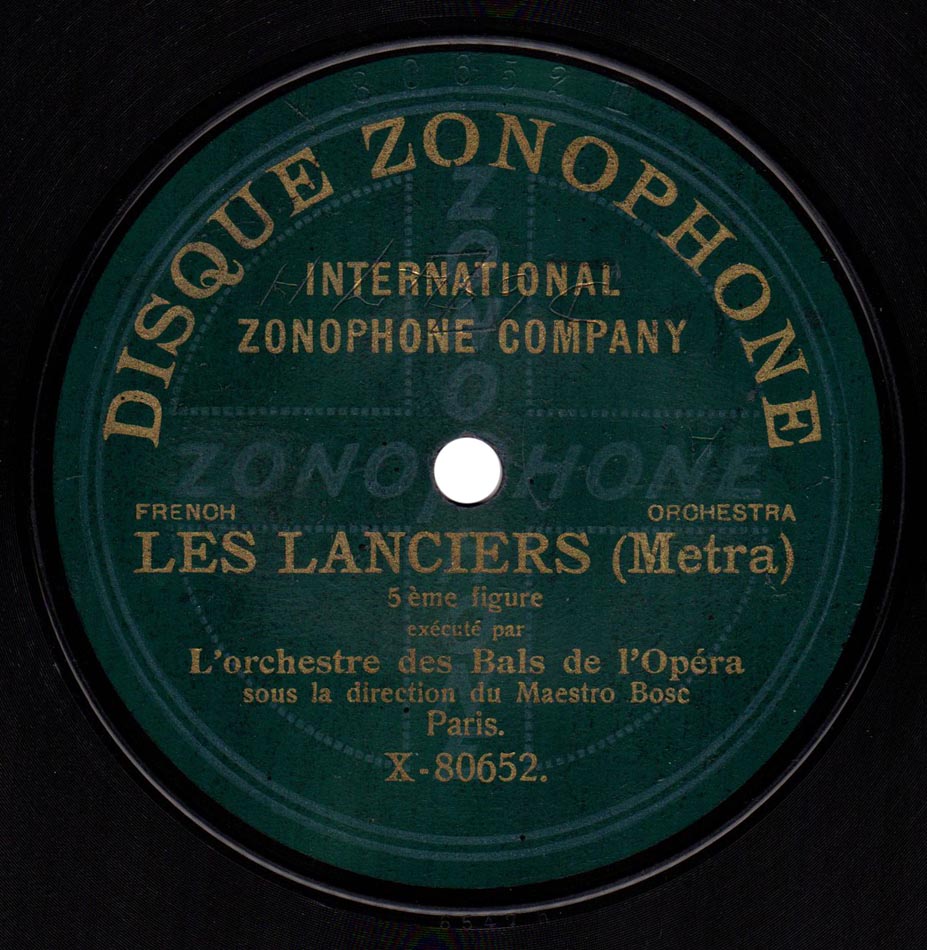 DISQUE ZONOPHONE
INTERNATIONAL
ZONOPHONE COMPANY
ZONOPHONE
ZONOPHONE
FRENCH ORCHESTRA
LES LANCIERS (Metra)
5ème figure
exécuté par
L'orchestre des Bals de l'Opéra
sous la direction du Maestro Bosc
Paris.
X-80652.